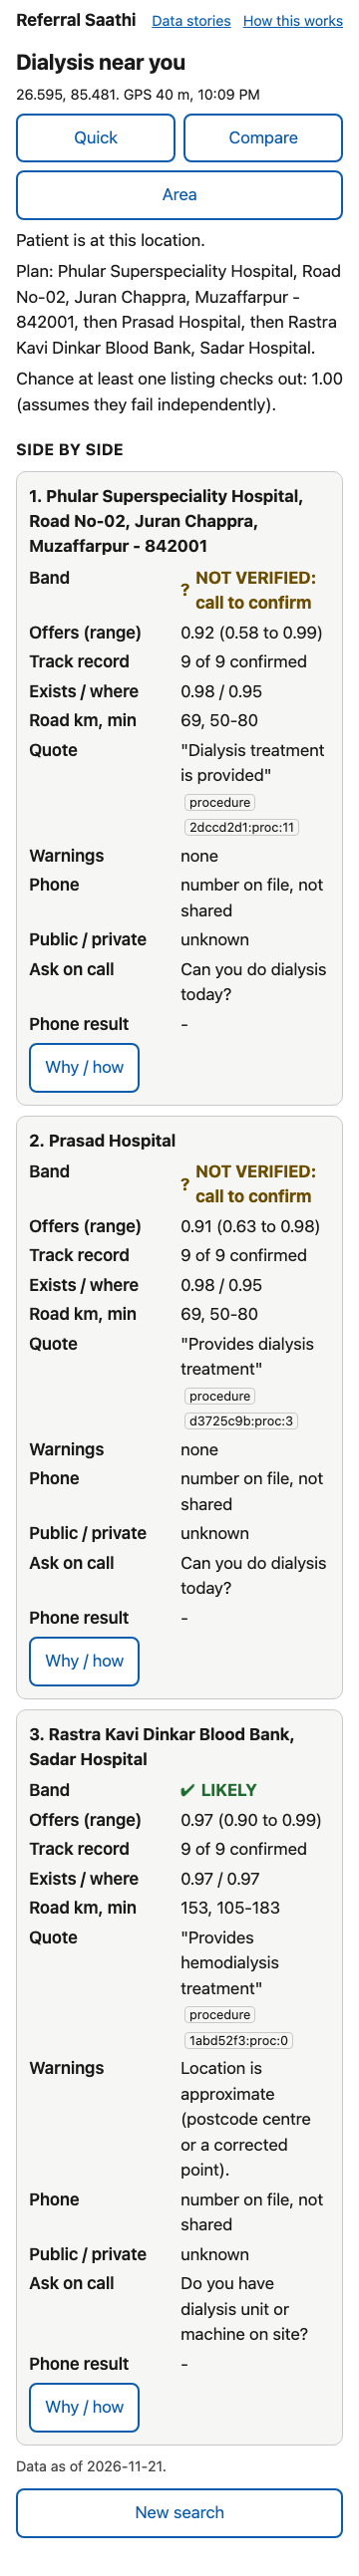 Referral Saathi Data stories How this works
Dialysis near you
26.595, 85.481. GPS 40 m, 10:09 PM
Quick Compare
Area
Patient is at this location.
Plan: Phular Superspeciality Hospital, Road
No-02, Juran Chappra, Muzaffarpur -
842001, then Prasad Hospital, then Rastra
Kavi Dinkar Blood Bank, Sadar Hospital.
Chance at least one listing checks out: 1.00
(assumes they fail independently).
SIDE BY SIDE
1. Phular Superspeciality Hospital,
Road No-02, Juran Chappra,
Muzaffarpur - 842001
Band ? NOT VERIFIED:
call to confirm
Offers (range) 0.92 (0.58 to 0.99)
Track record 9 of 9 confirmed
Exists / where 0.98 / 0.95
Road km, min 69, 50-80
Quote "Dialysis treatment
is provided"
procedure
2dccd2d1:proc:11
Warnings none
Phone number on file, not
shared
Public / private unknown
Ask on call Can you do dialysis
today?
Phone result -
Why / how
2. Prasad Hospital
Band ? NOT VERIFIED:
call to confirm
Offers (range) 0.91 (0.63 to 0.98)
Track record 9 of 9 confirmed
Exists / where 0.98 / 0.95
Road km, min 69, 50-80
Quote "Provides dialysis
treatment"
procedure
d3725c9b:proc:3
Warnings none
Phone number on file, not
shared
Public / private unknown
Ask on call Can you do dialysis
today?
Phone result -
Why / how
3. Rastra Kavi Dinkar Blood Bank,
Sadar Hospital
Band ✔ LIKELY
Offers (range) 0.97 (0.90 to 0.99)
Track record 9 of 9 confirmed
Exists / where 0.97 / 0.97
Road km, min 153, 105-183
Quote "Provides
hemodialysis
treatment"
procedure
1abd52f3:proc:0
Warnings Location is
approximate
(postcode centre
or a corrected
point).
Phone number on file, not
shared
Public / private unknown
Ask on call Do you have
dialysis unit or
machine on site?
Phone result -
Why / how
Data as of 2026-11-21.
New search